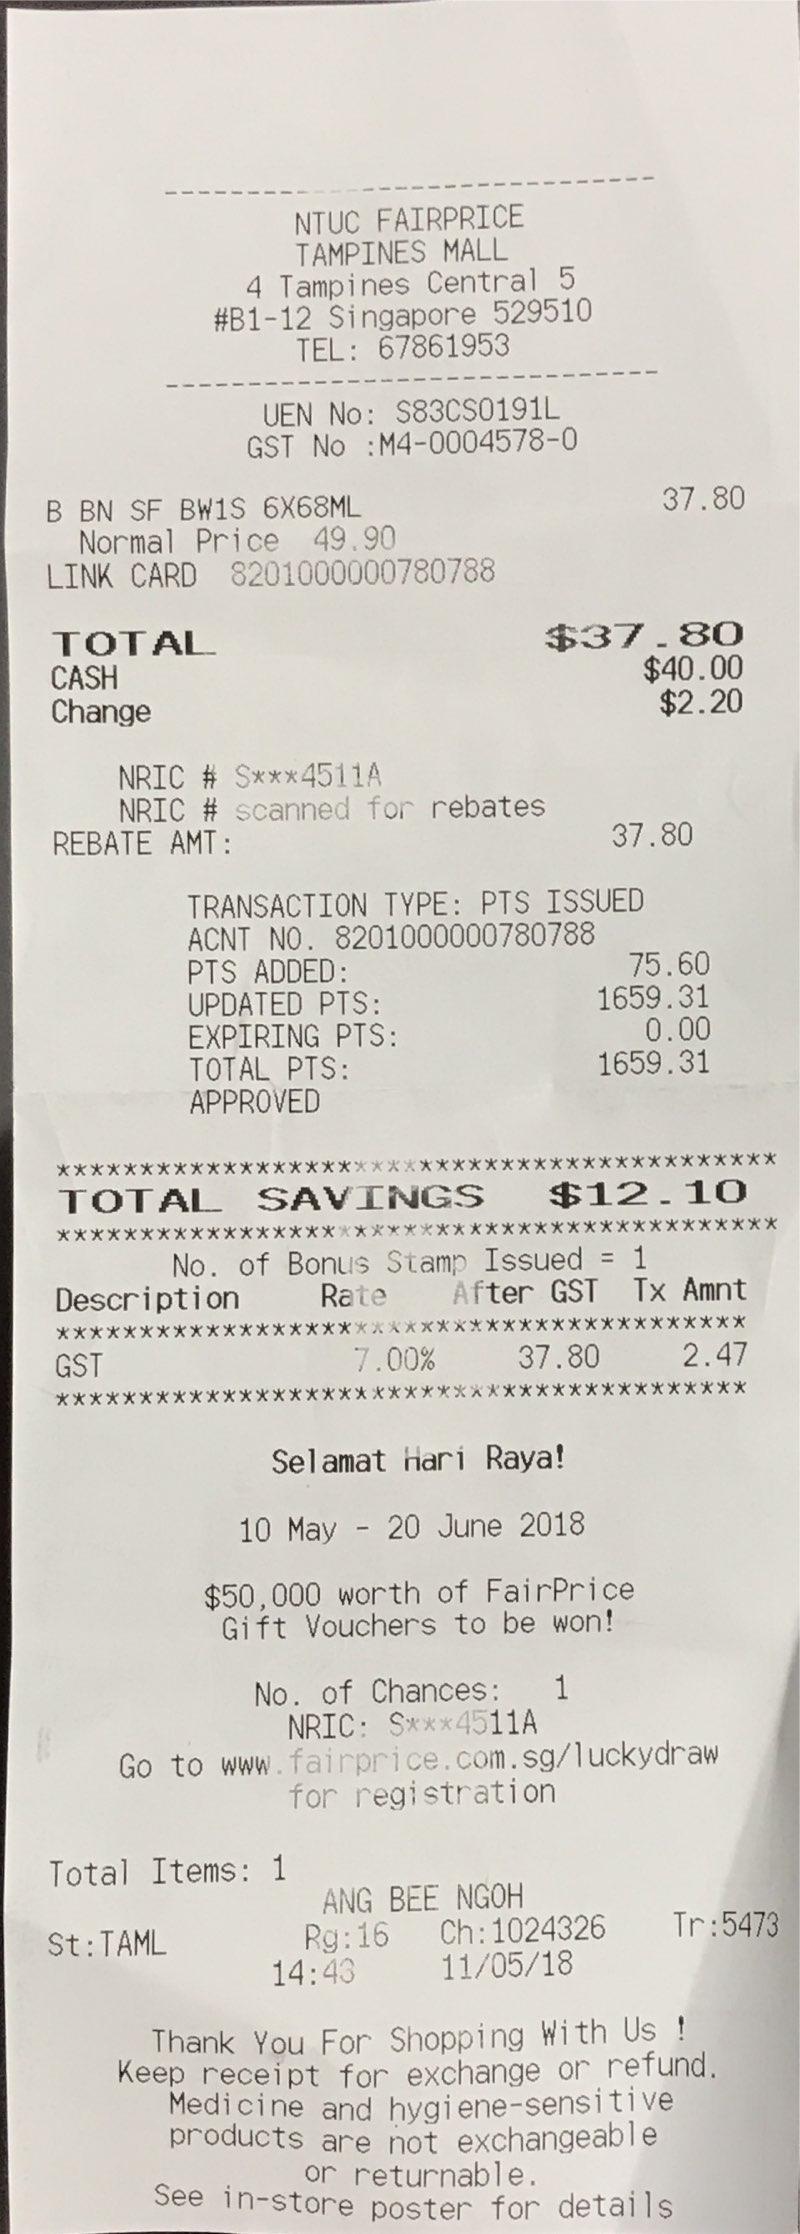 --------------------------------
NTUC FAIRPRICE
TAMPINES MALL
4 Tampines Central 5
#B1-12 Singapore 529510
TEL: 67861953
--------------------------------
UEN No: S83CS0191L
GST No :M4-0004578-0
B BN SF BW1S 6X68ML 37.80
Normal Price 49.90
LINK CARD 8201000000780788
TOTAL $37.80
CASH $40.00
Change $2.20
NRIC # S***4511A
NRIC # scanned for rebates
REBATE AMT: 37.80
TRANSACTION TYPE: PTS ISSUED
ACNT NO. 8201000000780788
PTS ADDED: 75.60
UPDATED PTS: 1659.31
EXPIRING PTS: 0.00
TOTAL PTS: 1659.31
APPROVED
********************************************
TOTAL SAVINGS $12.10
********************************************
No. of Bonus Stamp Issued = 1
Description Rate After GST Tx Amnt
******************************************
GST 7.00% 37.80 2.47
******************************************
Selamat Hari Raya!
10 May - 20 June 2018
$50,000 worth of FairPrice
Gift Vouchers to be won!
No. of Chances: 1
NRIC: S***4511A
Go to www.fairprice.com.sg/luckydraw
for registration
Total Items: 1
ANG BEE NGOH
St:TAML Rg:16 Ch:1024326 Tr:5473
14:43 11/05/18
Thank You For Shopping With Us !
Keep receipt for exchange or refund.
Medicine and hygiene-sensitive
products are not exchangeable
or returnable.
See in-store poster for details